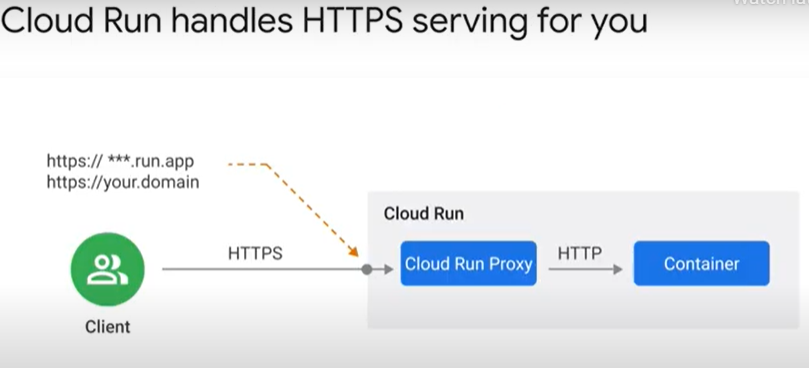 Cloud Run handles HTTPS serving for you
https:// ***.run.app
https://your.domain
Cloud Run
HTTPS
Cloud Run Proxy
HTTP
Container
Client